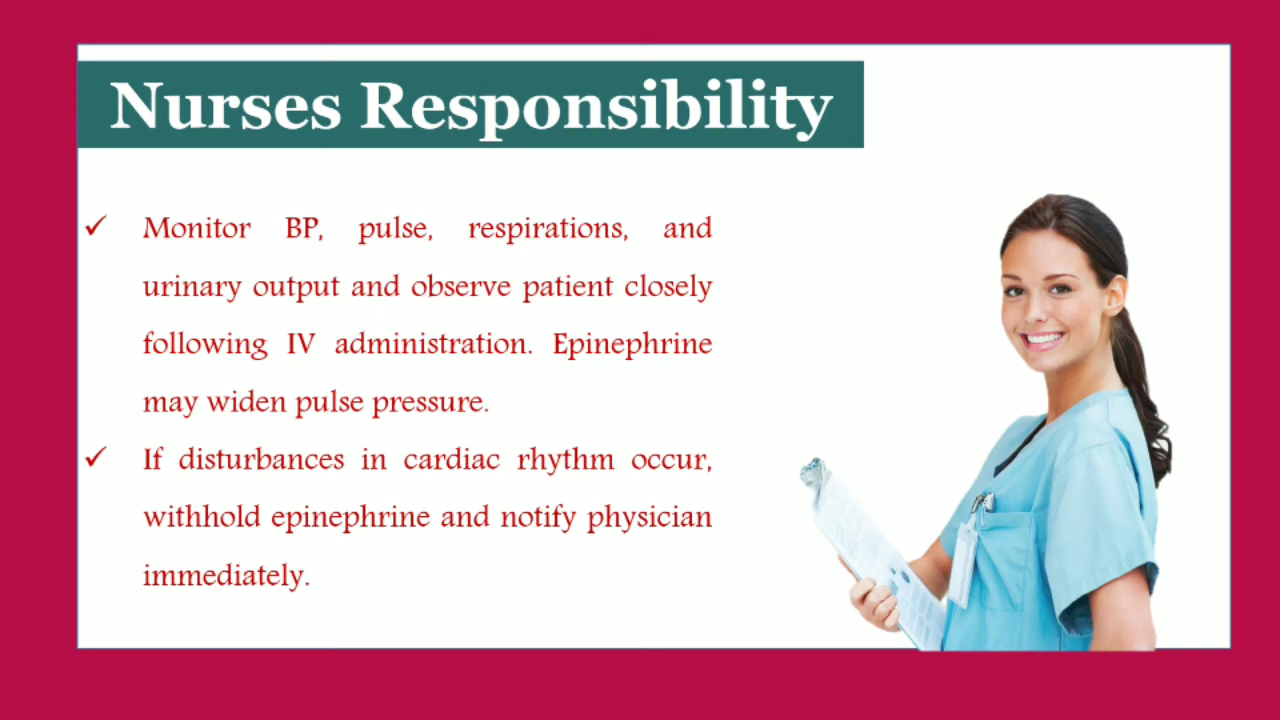 Nurses Responsibility
✓ Monitor BP, pulse, respirations, and
urinary output and observe patient closely
following IV administration. Epinephrine
may widen pulse pressure.
✓ If disturbances in cardiac rhythm occur,
withhold epinephrine and notify physician
immediately.